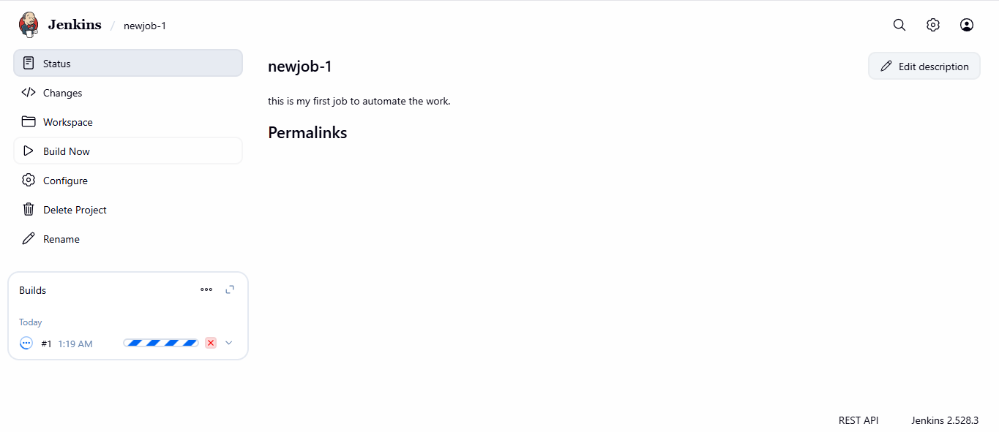 Jenkins / newjob-1
Status
Changes
Workspace
Build Now
Configure
Delete Project
Rename
Builds
Today
#1 1:19 AM
newjob-1
Edit description
this is my first job to automate the work.
Permalinks
REST API
Jenkins 2.528.3